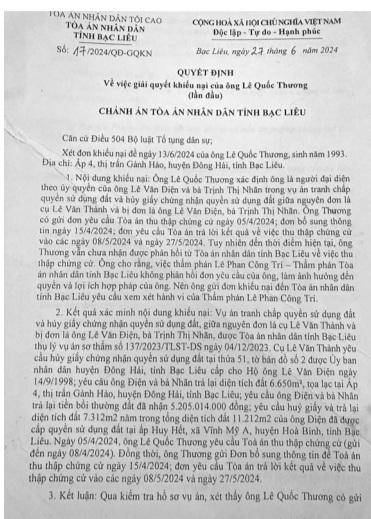 TÒA ÁN NHÂN DÂN TỐI CAO
TÒA ÁN NHÂN DÂN
TỈNH BẠC LIÊU
Số: 17/2024/QĐ-GQKN
CỘNG HOÀ XÃ HỘI CHỦ NGHĨA VIỆT NAM
Độc lập - Tự do - Hạnh phúc
Bạc Liêu, ngày 27 tháng 6 năm 2024
QUYẾT ĐỊNH
Về việc giải quyết khiếu nại của ông Lê Quốc Thương
(lần đầu)
CHÁNH ÁN TÒA ÁN NHÂN DÂN TỈNH BẠC LIÊU
Căn cứ Điều 504 Bộ luật Tố tụng dân sự;
Xét đơn khiếu nại đề ngày 13/6/2024 của ông Lê Quốc Thương, sinh năm 1993.
Địa chỉ: Ấp 4, thị trấn Gành Hào, huyện Đông Hải, tỉnh Bạc Liêu.
1. Nội dung khiếu nại: Ông Lê Quốc Thương xác định ông là người đại diện
theo ủy quyền của ông Lê Văn Điện và bà Trịnh Thị Nhãn trong vụ án tranh chấp
quyền sử dụng đất và hủy giấy chứng nhận quyền sử dụng đất giữa nguyên đơn là
cụ Lê Văn Thành và bị đơn là ông Lê Văn Điện, bà Trịnh Thị Nhãn. Ông Thương
có gửi đơn yêu cầu Tòa án thu thập chứng cứ ngày 05/4/2024; đơn bổ sung thông
tin ngày 15/4/2024; đơn yêu cầu Tòa án trả lời kết quả về việc thu thập chứng cứ
vào các ngày 08/5/2024 và ngày 27/5/2024. Tuy nhiên đến thời điểm hiện tại, ông
Thương vẫn chưa nhận được phản hồi từ Tòa án nhân dân tỉnh Bạc Liêu về việc thu
thập chứng cứ. Ông cho rằng, việc thẩm phán Lê Phan Công Trí – Thẩm phán Tòa
án nhân dân tỉnh Bạc Liêu không phản hồi đơn yêu cầu của ông, làm ảnh hưởng đến
quyền và lợi ích hợp pháp của ông. Nên ông gửi đơn khiếu nại đến Tòa án nhân dân
tỉnh Bạc Liêu yêu cầu xem xét hành vi của Thẩm phán Lê Phan Công Trí.
2. Kết quả xác minh nội dung khiếu nại: Vụ án tranh chấp quyền sử dụng đất
và hủy giấy chứng nhận quyền sử dụng đất, giữa nguyên đơn là cụ Lê Văn Thành và
bị đơn là ông Lê Văn Điện, bà Trịnh Thị Nhãn, được Tòa án nhân dân tỉnh Bạc Liêu
thụ lý vụ án sơ thẩm số 137/2023/TLST-DS ngày 04/12/2023. Cụ Lê Văn Thành yêu
cầu hủy giấy chứng nhận quyền sử dụng đất tại thửa 51, tờ bản đồ số 2 được Ủy ban
nhân dân huyện Đông Hải, tỉnh Bạc Liêu cấp cho Hộ ông Lê Văn Điện ngày
14/9/1998; yêu cầu ông Điện và bà Nhãn trả lại diện tích đất 6.650m², tọa lạc tại Ấp
4, thị trấn Gành Hào, huyện Đông Hải, tỉnh Bạc Liêu; yêu cầu ông Điện và bà Nhãn
trả lại tiền bồi thường đất đã nhận 5.205.014.000 đồng; yêu cầu huỷ giấy và trả lại
diện tích đất 7.312m2 nằm trong tổng diện tích đất 11.212m2 của ông Điện đã được
cấp quyền sử dụng đất tại ấp Huy Hết, xã Vĩnh Mỹ A, huyện Hoà Bình, tỉnh Bạc
Liêu. Ngày 05/4/2024, ông Lê Quốc Thương yêu cầu Toà án thu thập chứng cứ (gửi
đến ngày 08/4/2024). Đồng thời, ông Thương gửi Đơn bổ sung thông tin để Toà án
thu thập chứng cứ ngày 15/4/2024; đơn yêu cầu Tòa án trả lời kết quả về việc thu
thập chứng cứ vào các ngày 08/5/2024 và ngày 27/5/2024.
3. Kết luận: Qua kiểm tra hồ sơ vụ án, xét thấy ông Lê Quốc Thương có gửi